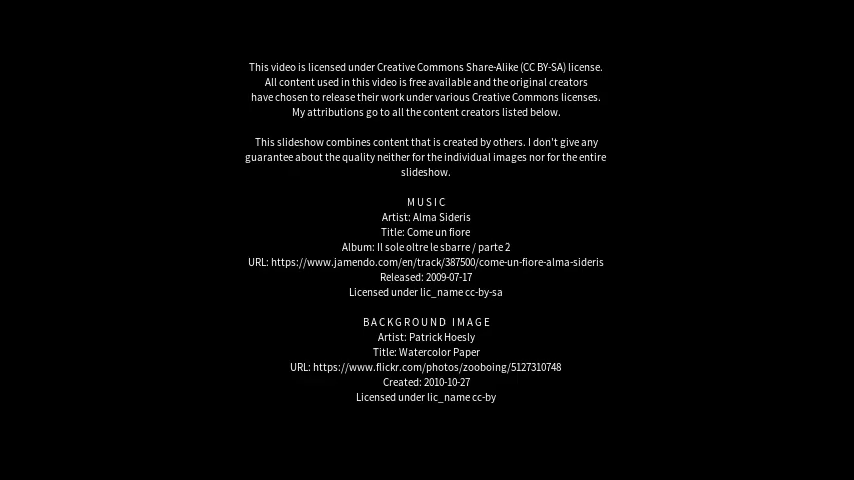 This video is licensed under Creative Commons Share-Alike (CC BY-SA) license.
All content used in this video is free available and the original creators
have chosen to release their work under various Creative Commons licenses.
My attributions go to all the content creators listed below.
This slideshow combines content that is created by others. I don't give any
guarantee about the quality neither for the individual images nor for the entire
slideshow.
MUSIC
Artist: Alma Sideris
Title: Come un fiore
Album: Il sole oltre le sbarre / parte 2
URL: https://www.jamendo.com/en/track/387500/come-un-fiore-alma-sideris
Released: 2009-07-17
Licensed under lic_name cc-by-sa
BACKGROUND IMAGE
Artist: Patrick Hoesly
Title: Watercolor Paper
URL: https://www.flickr.com/photos/zooboing/5127310748
Created: 2010-10-27
Licensed under lic_name cc-by